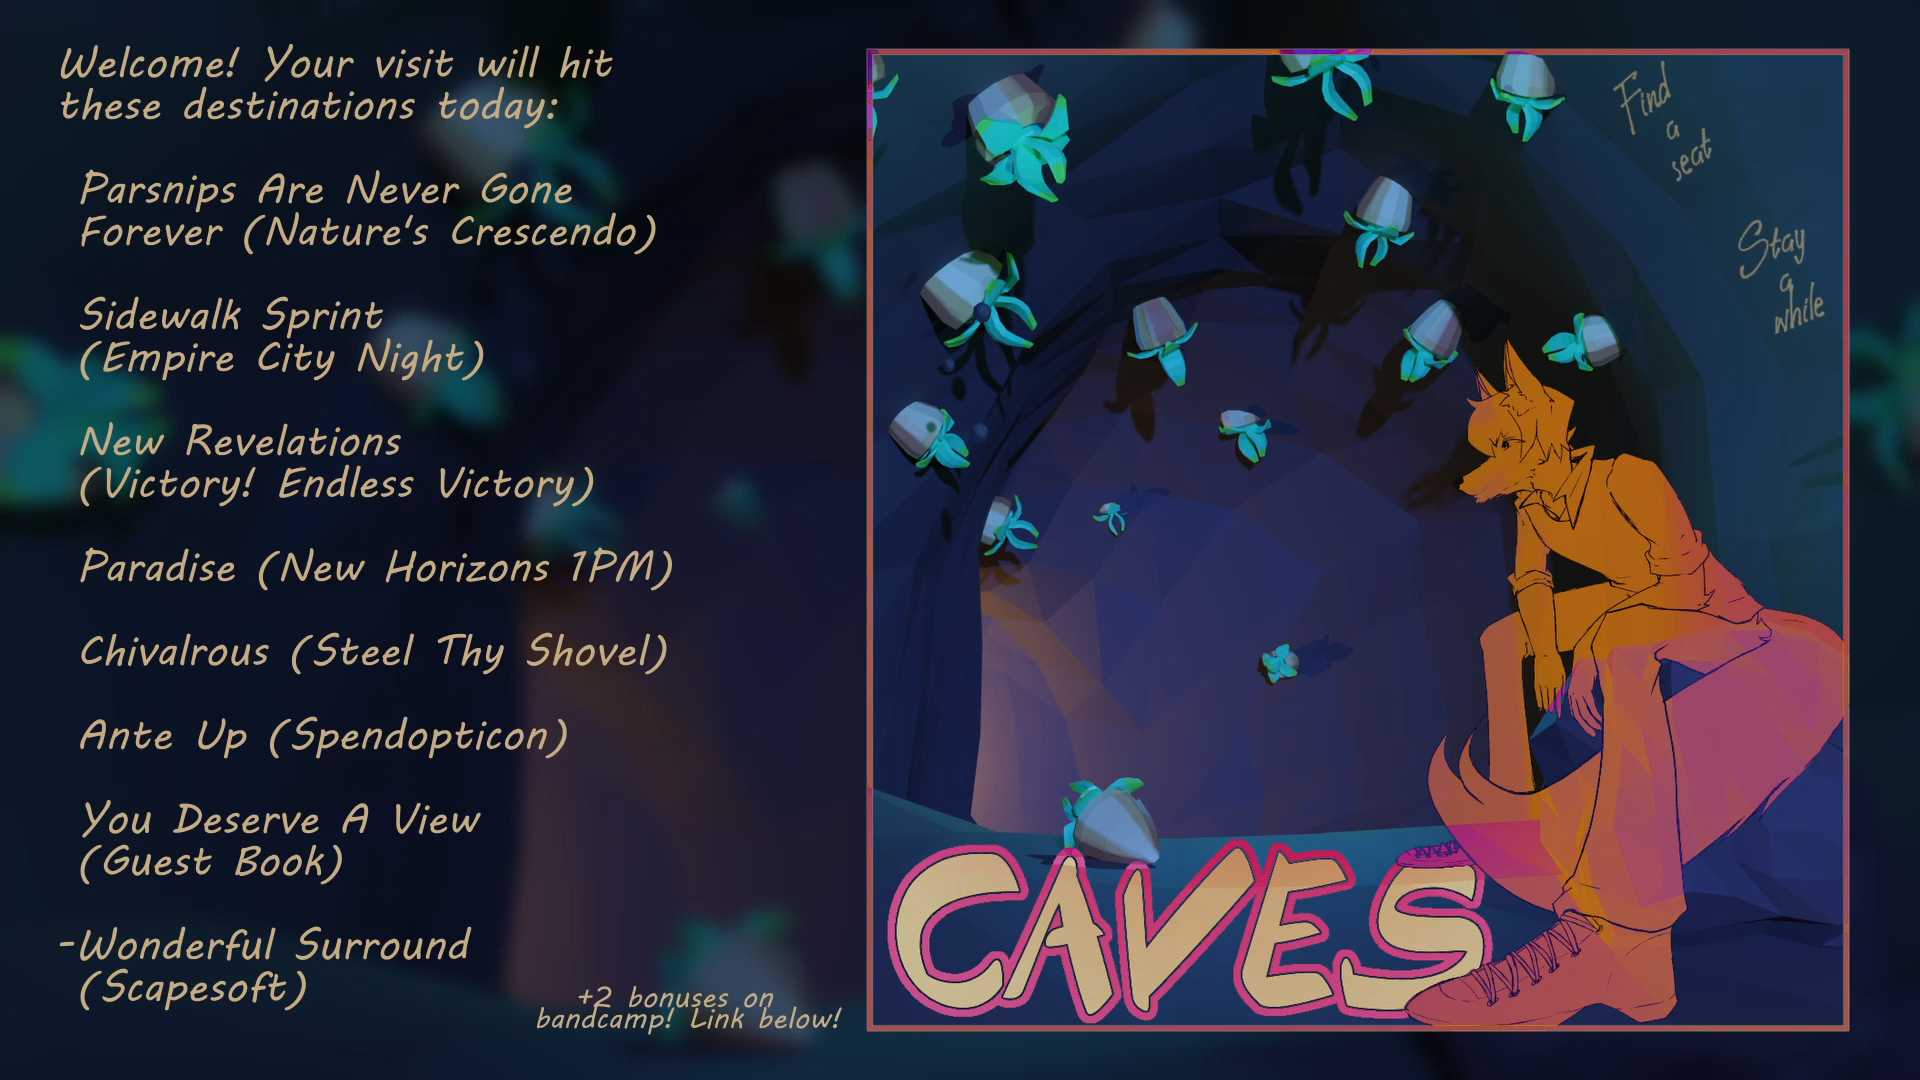 Welcome! Your visit will hit
these destinations today:
Parsnips Are Never Gone
Forever (Nature's Crescendo)
Sidewalk Sprint
(Empire City Night)
New Revelations
(Victory! Endless Victory)
Paradise (New Horizons 1PM)
Chivalrous (Steel Thy Shovel)
Ante Up (Spendopticon)
You Deserve A View
(Guest Book)
-Wonderful Surround
(Scapesoft)
+2 bonuses on
bandcamp! Link below!
Find
a
seat
Stay
a
while
CAVES